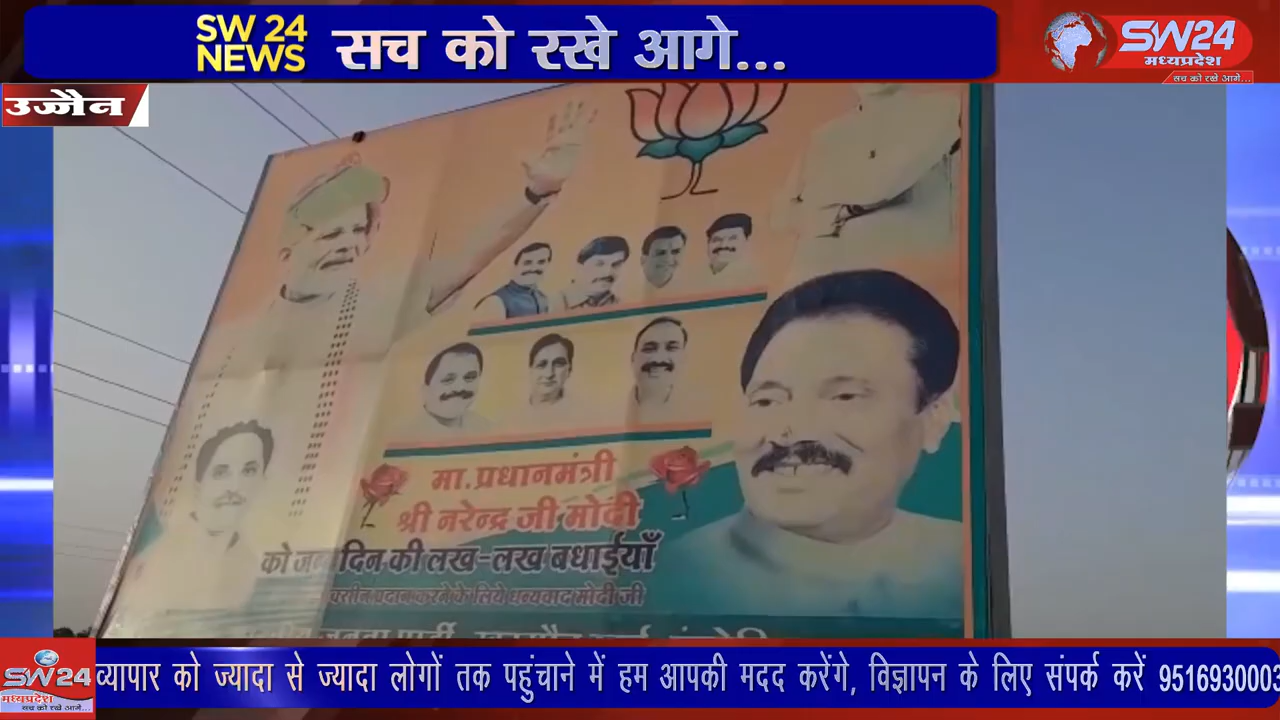 SW 24
NEWS
सच को रखे आगे...
SW24
मध्यप्रदेश
सच को रखे आगे...
उज्जैन
मा. प्रधानमंत्री
श्री नरेन्द्र जी मोदी
को दिन की लख-लख बधाईयाँ
के लिये धन्यवाद मोदी जी
जनता पार्टी,
SW24
मध्यप्रदेश
सच को रखे आगे...
व्यापार को ज्यादा से ज्यादा लोगों तक पहुंचाने में हम आपकी मदद करेंगे, विज्ञापन के लिए संपर्क करें 9516930003